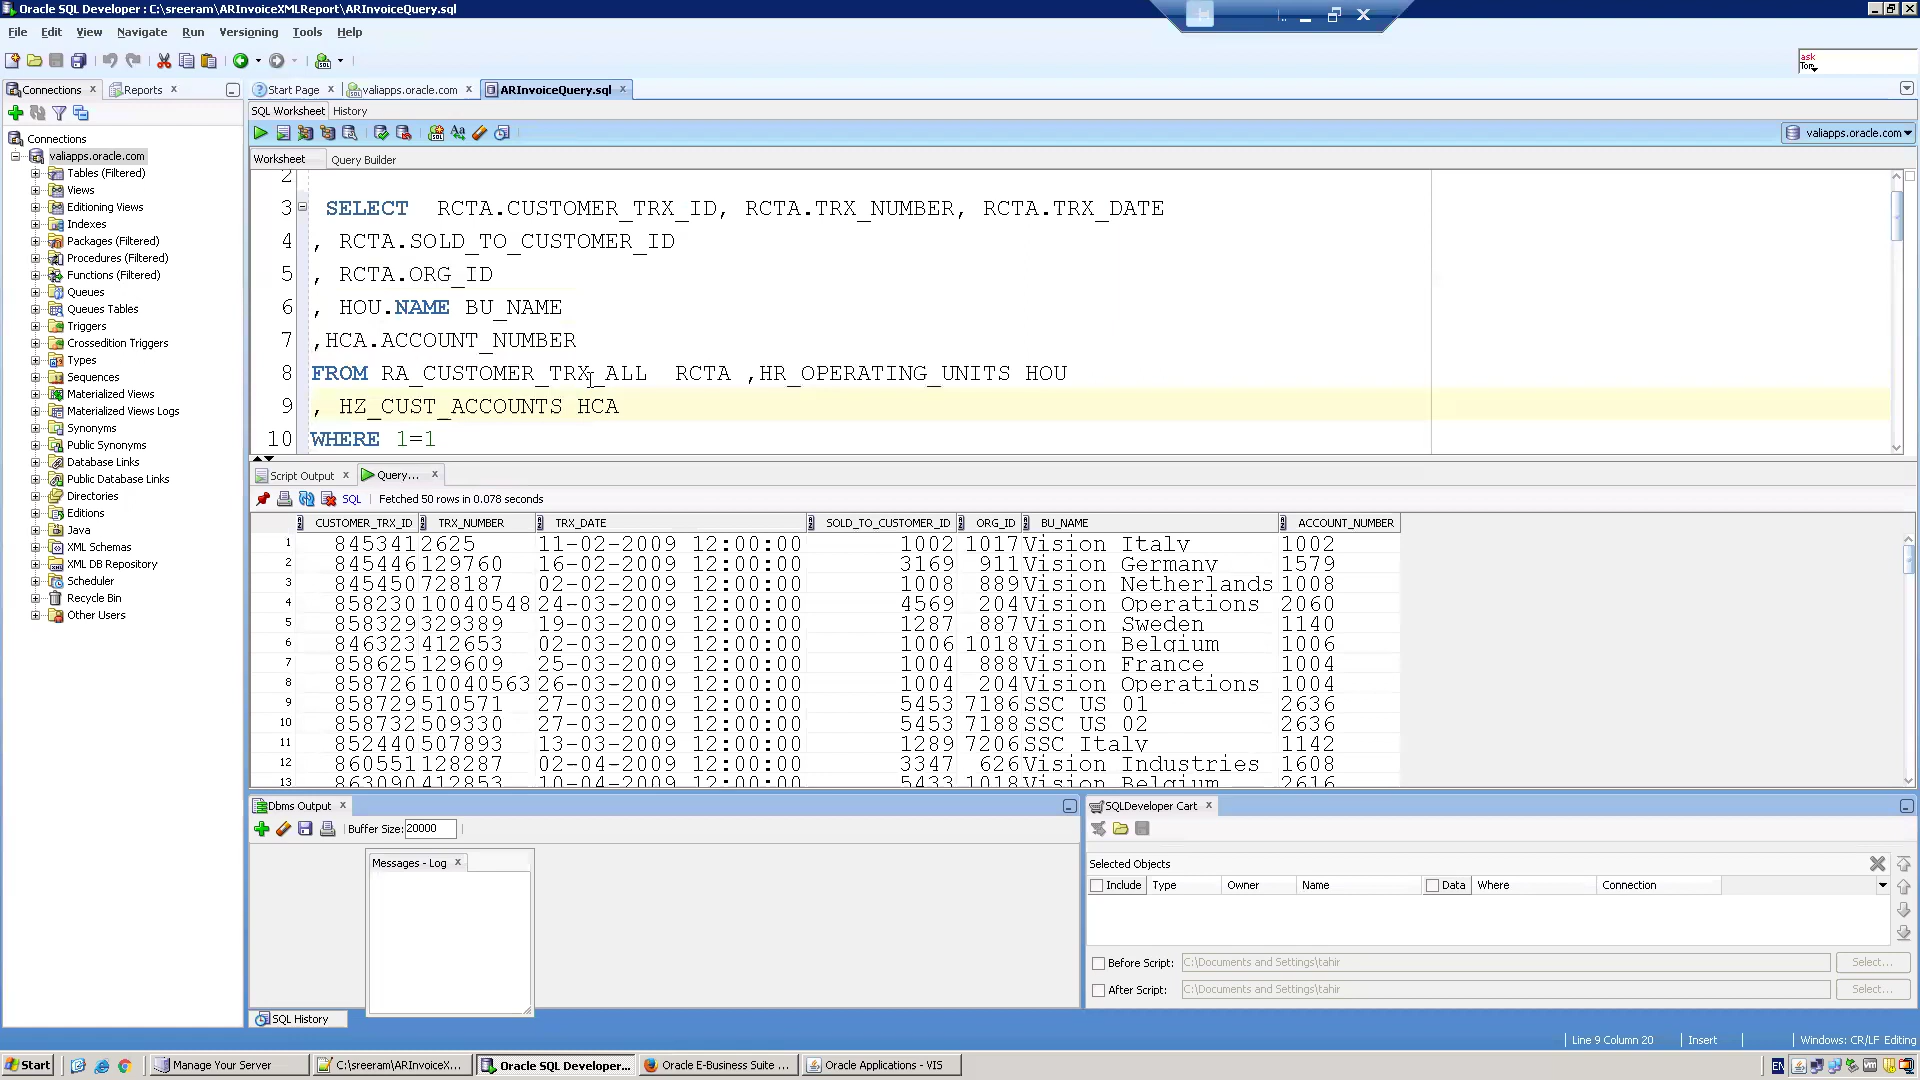 Oracle SQL Developer : C:\sreeram\ARInvoiceXMLReport\ARInvoiceQuery.sql
File Edit View Navigate Run Versioning Tools Help
ask
Tom
Connections Reports
Start Page valiapps.oracle.com ARInvoiceQuery.sql
SQL Worksheet History
valiapps.oracle.com
Worksheet Query Builder
Connections
valiapps.oracle.com
Tables (Filtered)
Views
Editioning Views
Indexes
Packages (Filtered)
Procedures (Filtered)
Functions (Filtered)
Queues
Queues Tables
Triggers
Crossedition Triggers
Types
Sequences
Materialized Views
Materialized Views Logs
Synonyms
Public Synonyms
Database Links
Public Database Links
Directories
Editions
Java
XML Schemas
XML DB Repository
Scheduler
Recycle Bin
Other Users
2
3 SELECT RCTA.CUSTOMER_TRX_ID, RCTA.TRX_NUMBER, RCTA.TRX_DATE
4 , RCTA.SOLD_TO_CUSTOMER_ID
5 , RCTA.ORG_ID
6 , HOU.NAME BU_NAME
7 ,HCA.ACCOUNT_NUMBER
8 FROM RA_CUSTOMER_TRX_ALL RCTA ,HR_OPERATING_UNITS HOU
9 , HZ_CUST_ACCOUNTS HCA
10 WHERE 1=1
Script Output Query...
SQL Fetched 50 rows in 0.078 seconds
CUSTOMER_TRX_ID TRX_NUMBER TRX_DATE SOLD_TO_CUSTOMER_ID ORG_ID BU_NAME ACCOUNT_NUMBER
1 845341 2625 11-02-2009 12:00:00 1002 1017 Vision Italy 1002
2 845446 129760 16-02-2009 12:00:00 3169 911 Vision Germany 1579
3 845450 728187 02-02-2009 12:00:00 1008 889 Vision Netherlands 1008
4 858230 10040548 24-03-2009 12:00:00 4569 204 Vision Operations 2060
5 858329 329389 19-03-2009 12:00:00 1287 887 Vision Sweden 1140
6 846323 412653 02-03-2009 12:00:00 1006 1018 Vision Belgium 1006
7 858625 129609 25-03-2009 12:00:00 1004 888 Vision France 1004
8 858726 10040563 26-03-2009 12:00:00 1004 204 Vision Operations 1004
9 858729 510571 27-03-2009 12:00:00 5453 7186 SSC US 01 2636
10 858732 509330 27-03-2009 12:00:00 5453 7188 SSC US 02 2636
11 852440 507893 13-03-2009 12:00:00 1289 7206 SSC Italy 1142
12 860551 128287 02-04-2009 12:00:00 3347 626 Vision Industries 1608
13 863090 412853 10-04-2009 12:00:00 5433 1018 Vision Belgium 2616
Dbms Output
Buffer Size: 20000
Messages - Log
SQL History
SQLDeveloper Cart
Selected Objects
Include Type Owner Name Data Where Connection
Before Script: C:\Documents and Settings\tahir Select...
After Script: C:\Documents and Settings\tahir Select...
Line 9 Column 20 Insert Windows: CR/LF Editing
Start Manage Your Server C:\sreeram\ARInvoiceX... Oracle SQL Developer... Oracle E-Business Suite ... Oracle Applications - VIS EN